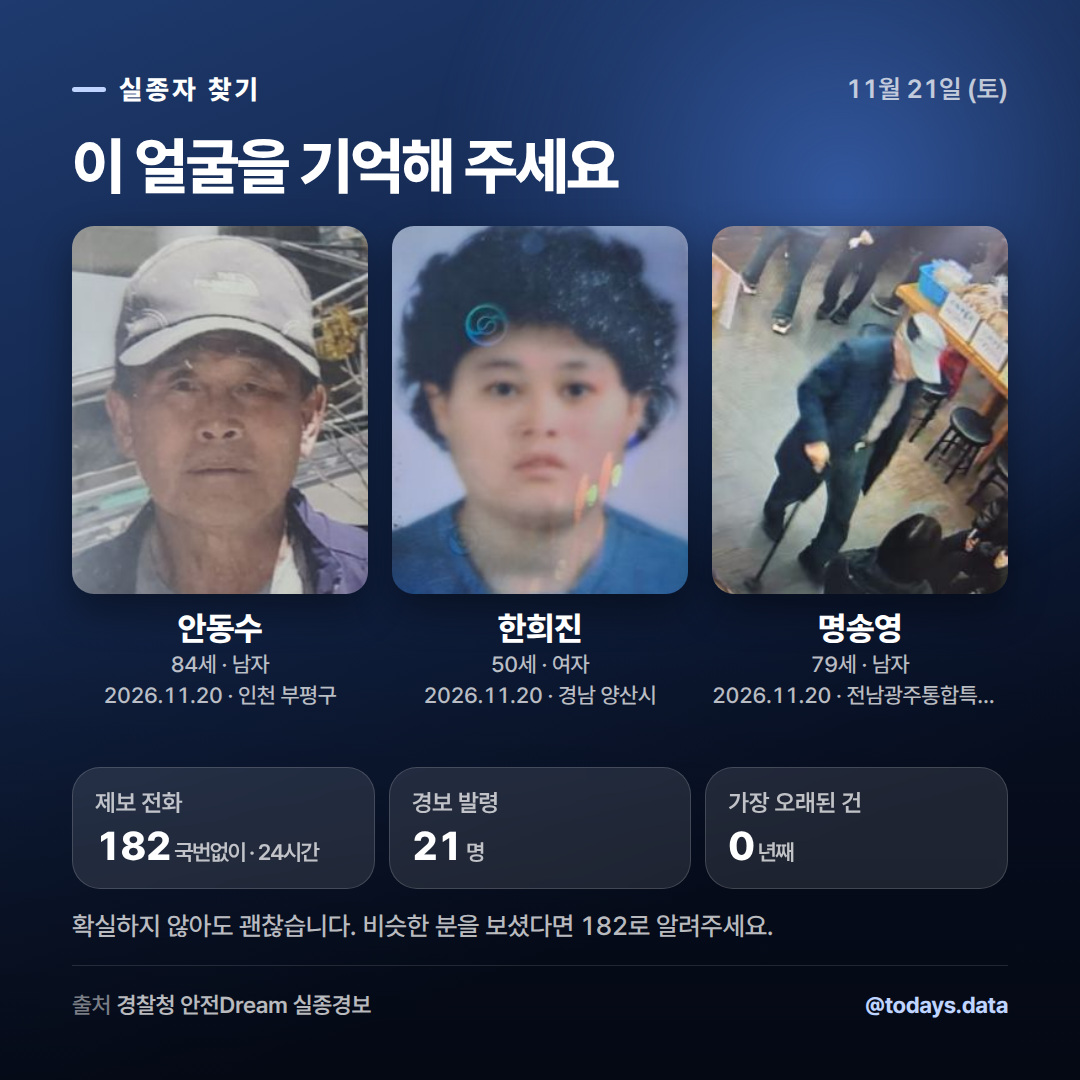 실종자 찾기
11월 21일 (토)
이 얼굴을 기억해 주세요
안동수
84세 · 남자
2026.11.20 · 인천 부평구
한희진
50세 · 여자
2026.11.20 · 경남 양산시
명송영
79세 · 남자
2026.11.20 · 전남광주통합특...
제보 전화
182 국번없이 · 24시간
경보 발령
21 명
가장 오래된 건
0 년째
확실하지 않아도 괜찮습니다. 비슷한 분을 보셨다면 182로 알려주세요.
출처 경찰청 안전Dream 실종경보
@todays.data